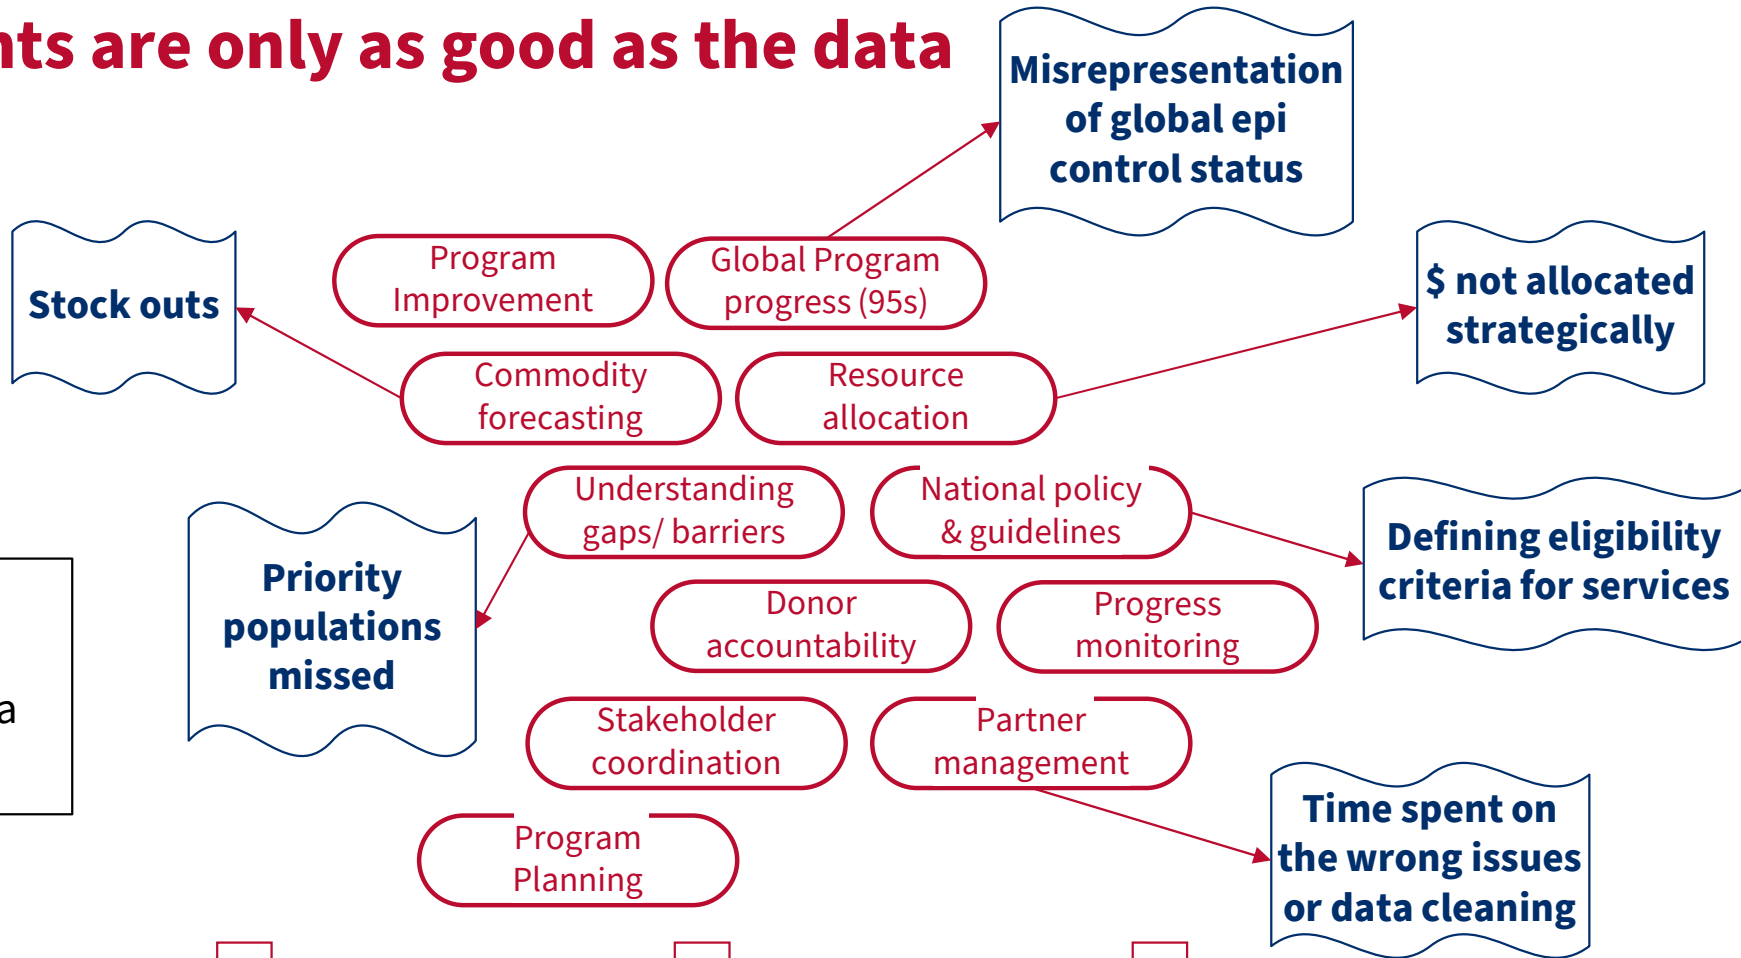 nts are only as good as the data
Misrepresentation
of global epi
control status
Program
Improvement
Global Program
progress (95s)
Stock outs
$ not allocated
strategically
Commodity
forecasting
Resource
allocation
Understanding
gaps/ barriers
National policy
& guidelines
Defining eligibility
criteria for services
Priority
populations
missed
Donor
accountability
Progress
monitoring
a
Stakeholder
coordination
Partner
management
Time spent on
the wrong issues
or data cleaning
Program
Planning